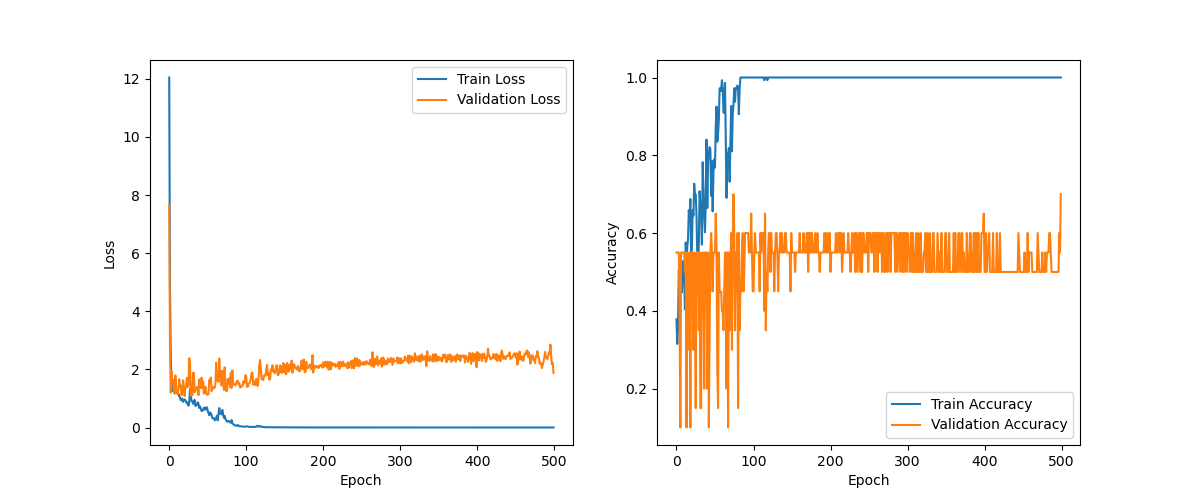 Train Loss
Validation Loss
12
10
8
6
4
2
0
Loss
0 100 200 300 400 500
Epoch
1.0
0.8
0.6
0.4
0.2
Accuracy
Train Accuracy
Validation Accuracy
0 100 200 300 400 500
Epoch